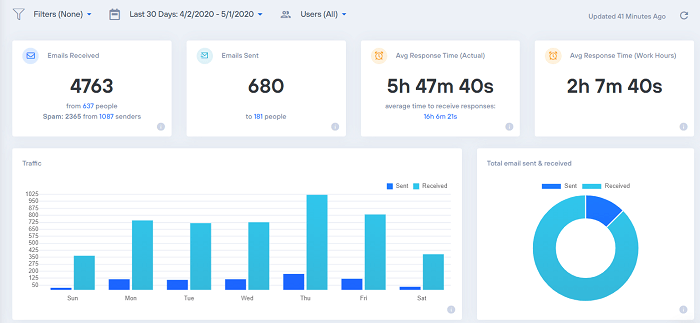 Filters (None)
Last 30 Days: 4/2/2020 - 5/1/2020
Users (All)
Updated 41 Minutes Ago
Emails Received
4763
from 637 people
Spam: 2365 from 1087 senders
Emails Sent
680
to 181 people
Avg Response Time (Actual)
5h 47m 40s
average time to receive responses:
16h 6m 21s
Avg Response Time (Work Hours)
2h 7m 40s
Traffic
Sent
Received
1025
950
875
800
725
650
575
500
425
350
275
200
125
50
Sun
Mon
Tue
Wed
Thu
Fri
Sat
Total email sent & received
Sent
Received